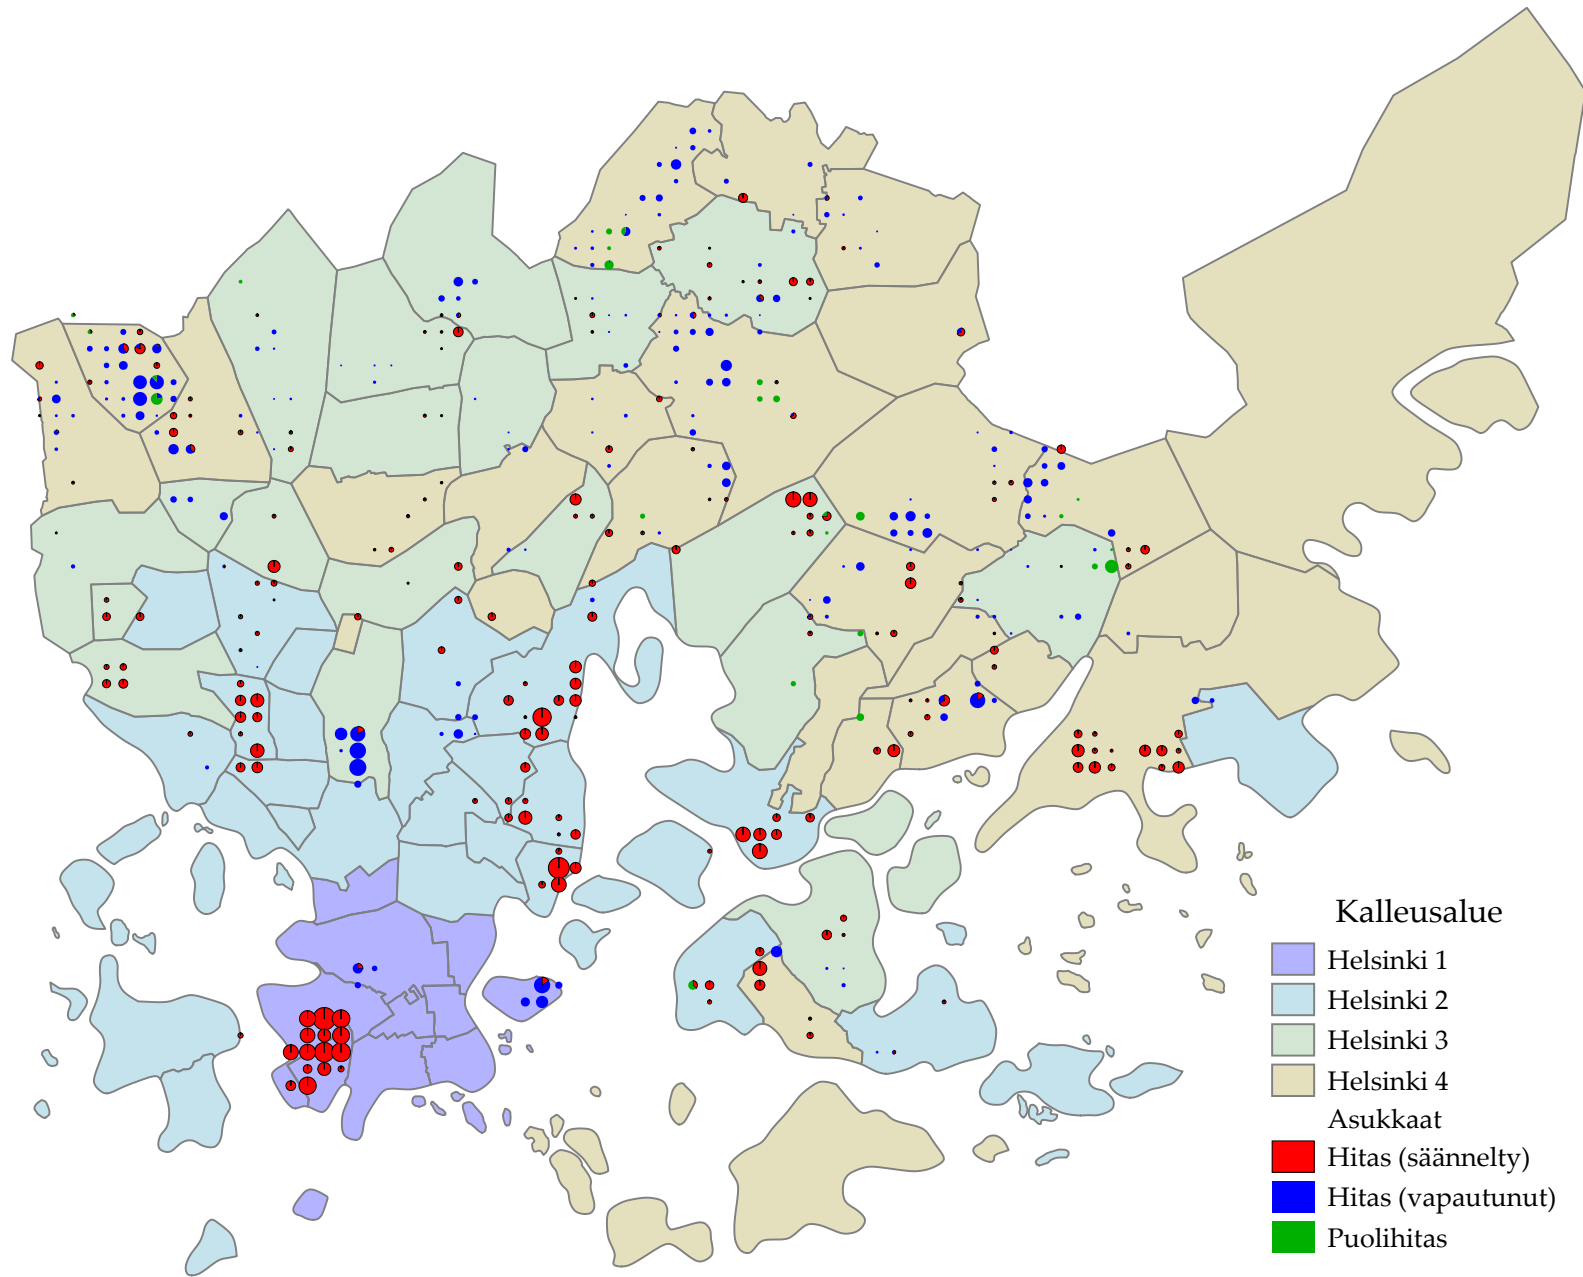 Kalleusalue
Helsinki 1
Helsinki 2
Helsinki 3
Helsinki 4
Asukkaat
Hitas (säännelty)
Hitas (vapautunut)
Puolihitas